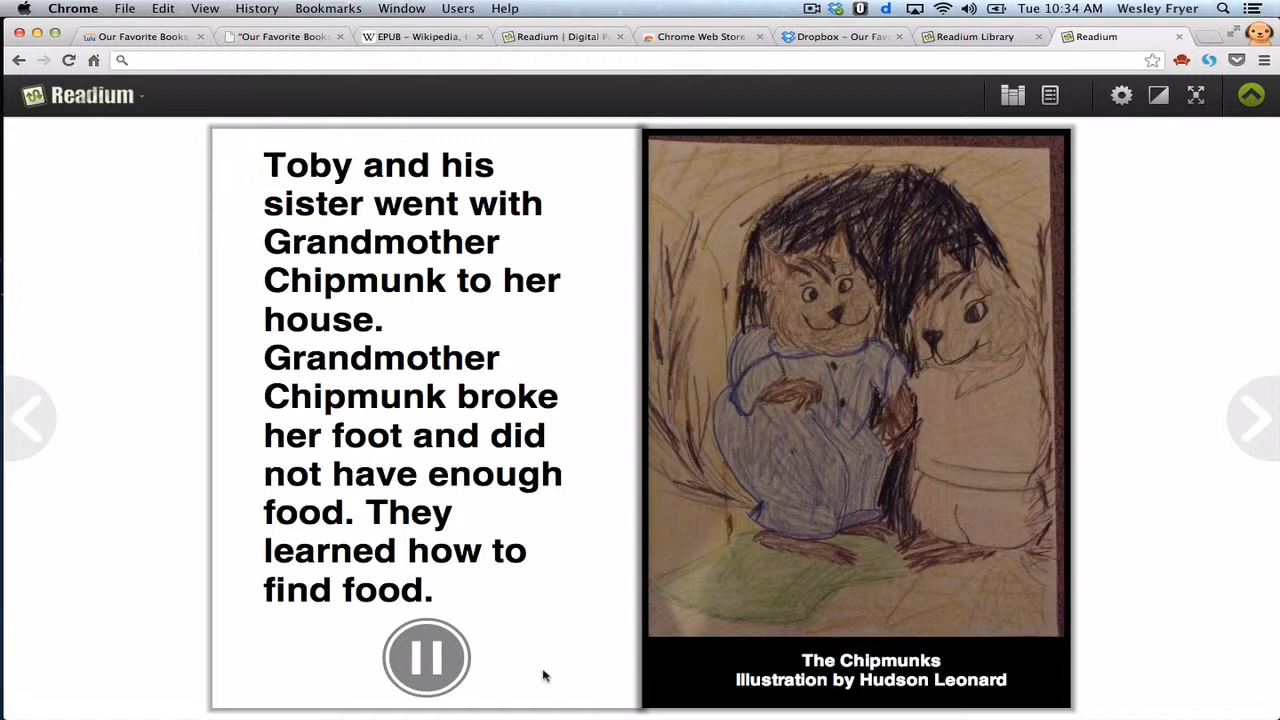 Chrome File Edit View History Bookmarks Window Users Help Tue 10:34 AM Wesley Fryer
Our Favorite Books "Our Favorite Books EPUB - Wikipedia, Readium | Digital Chrome Web Store Dropbox - Our Readium Library Readium
Readium
Toby and his
sister went with
Grandmother
Chipmunk to her
house.
Grandmother
Chipmunk broke
her foot and did
not have enough
food. They
learned how to
find food.
The Chipmunks
Illustration by Hudson Leonard